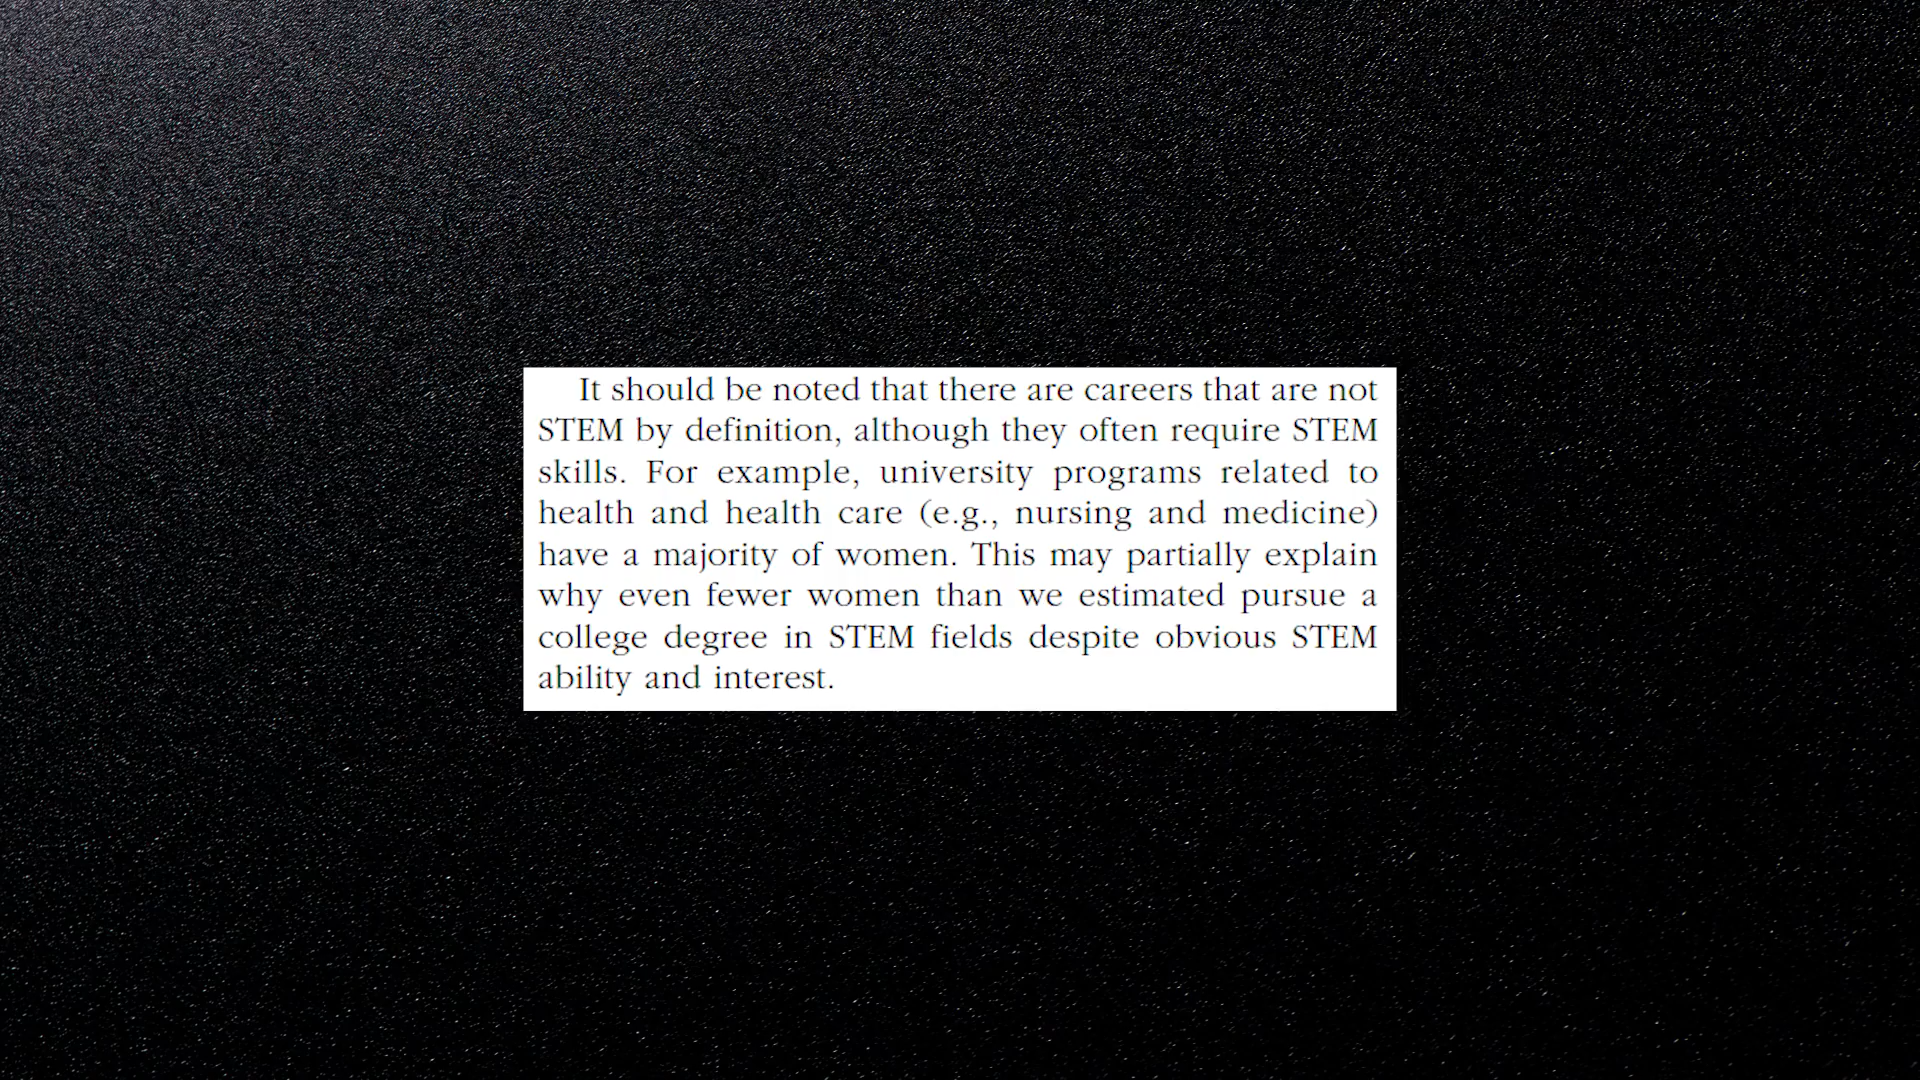 It should be noted that there are careers that are not
STEM by definition, although they often require STEM
skills. For example, university programs related to
health and health care (e.g., nursing and medicine)
have a majority of women. This may partially explain
why even fewer women than we estimated pursue a
college degree in STEM fields despite obvious STEM
ability and interest.